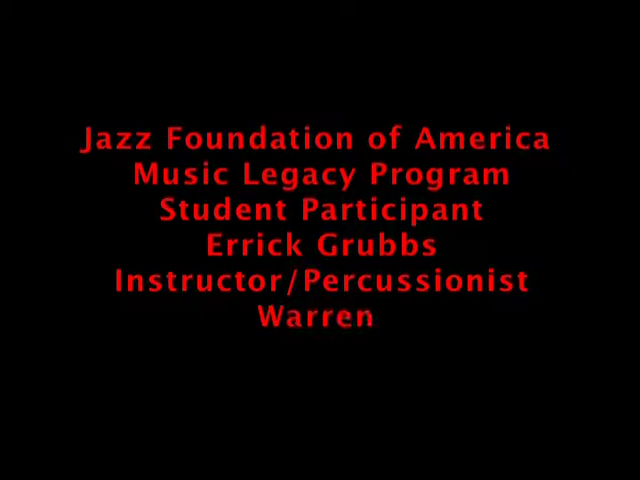 Jazz Foundation of America
Music Legacy Program
Student Participant
Errick Grubbs
Instructor/Percussionist
Warren